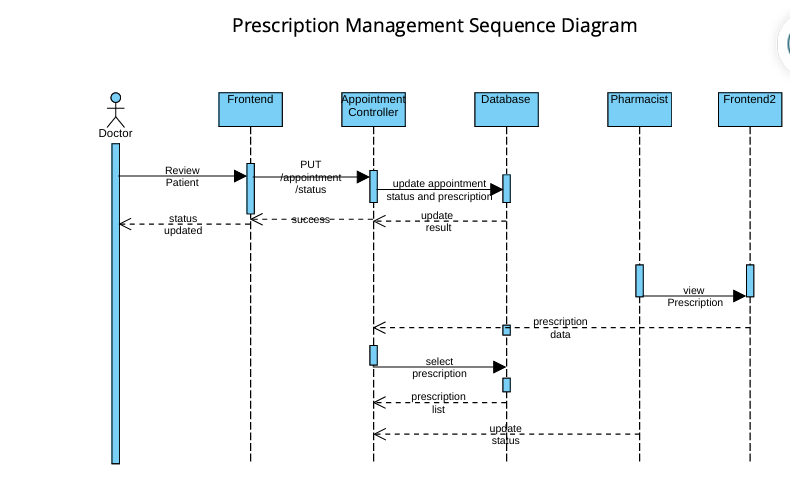 Prescription Management Sequence Diagram
Doctor
Frontend
Appointment
Controller
Database
Pharmacist
Frontend2
Review
Patient
PUT
/appointment
/status
update appointment
status and prescription
status
updated
success
update
result
view
Prescription
prescription
data
select
prescription
prescription
list
update
status